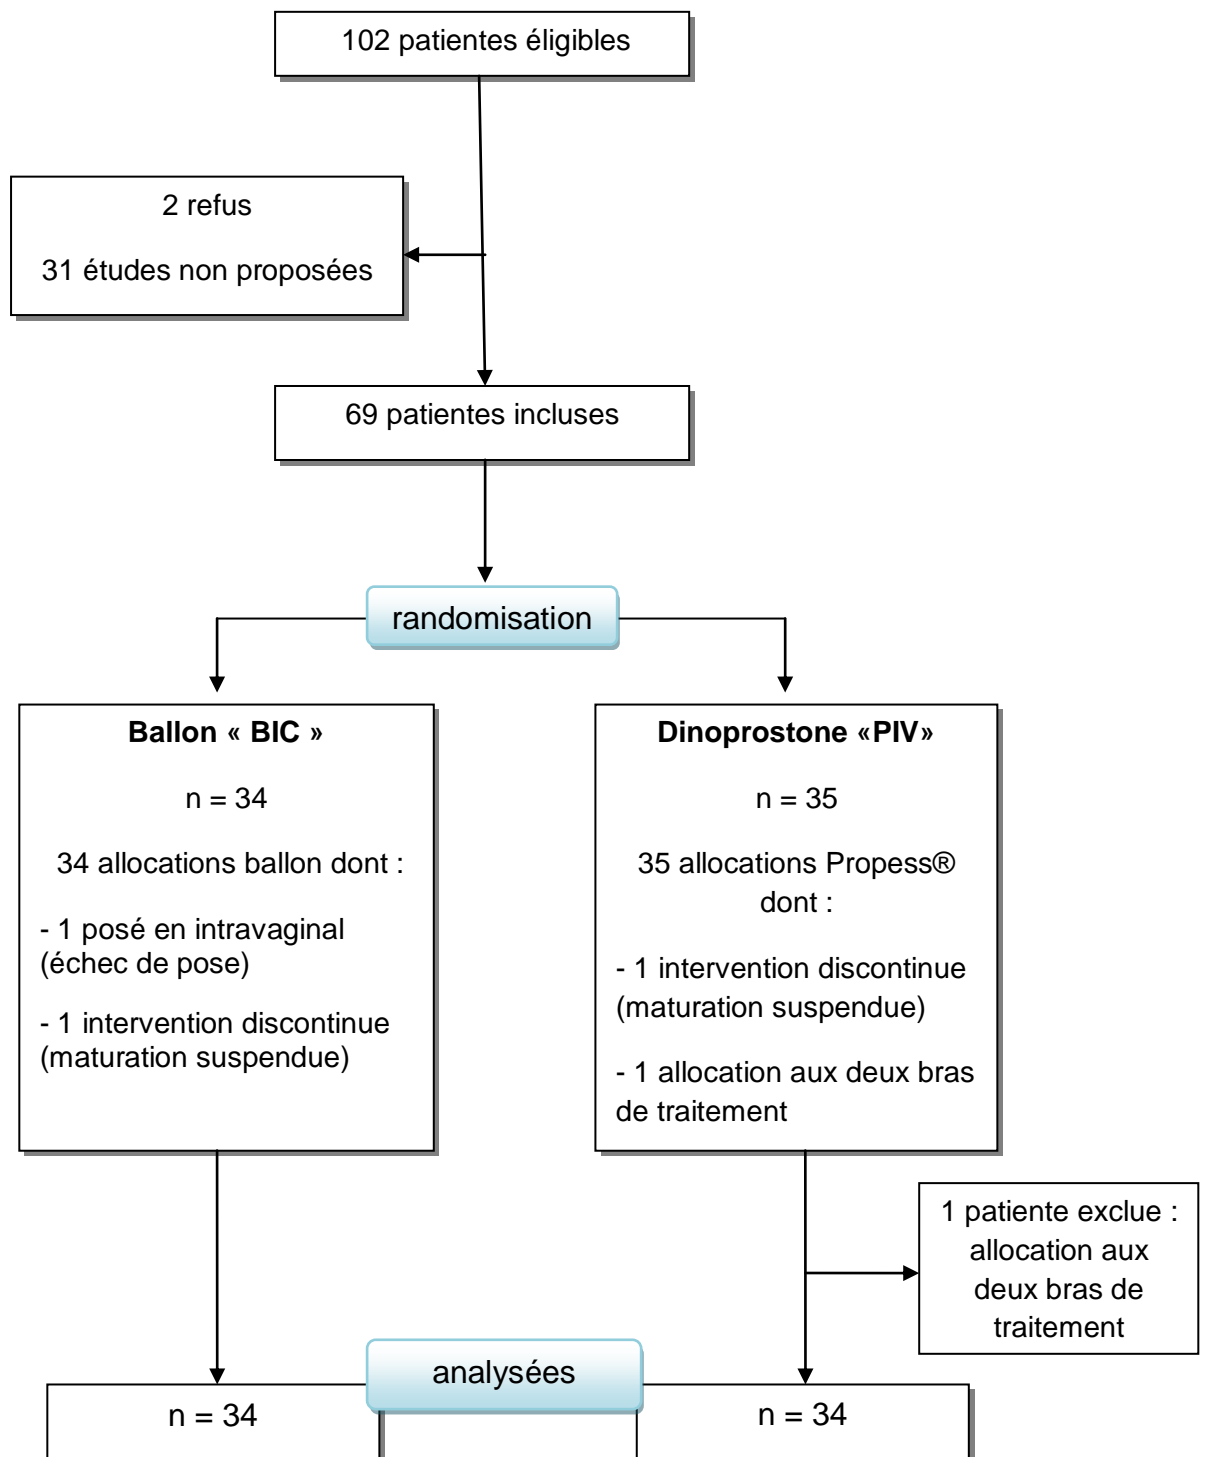 102 patientes éligibles
2 refus
31 études non proposées
69 patientes incluses
randomisation
Ballon « BIC »
n = 34
34 allocations ballon dont :
- 1 posé en intravaginal
(échec de pose)
- 1 intervention discontinue
(maturation suspendue)
Dinoprostone «PIV»
n = 35
35 allocations Propess®
dont :
- 1 intervention discontinue
(maturation suspendue)
- 1 allocation aux deux bras
de traitement
1 patiente exclue :
allocation aux
deux bras de
traitement
analysées
n = 34
n = 34